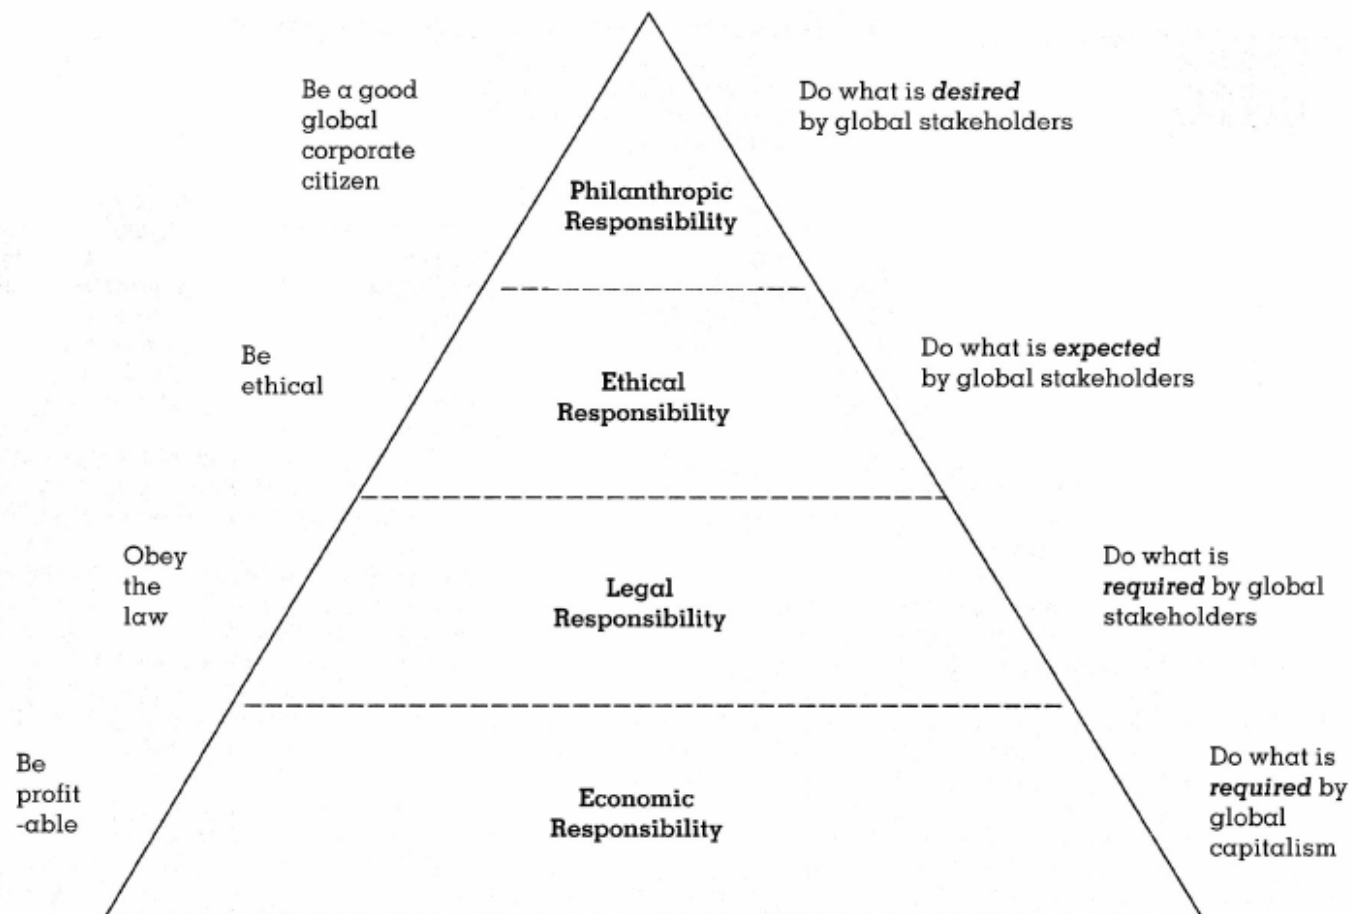 Be a good
global
corporate
citizen
Do what is desired
by global stakeholders
Philanthropic
Responsibility
Be
ethical
Do what is expected
by global stakeholders
Ethical
Responsibility
Obey
the
law
Do what is
required by global
stakeholders
Legal
Responsibility
Be
profit
-able
Do what is
required by
global
capitalism
Economic
Responsibility